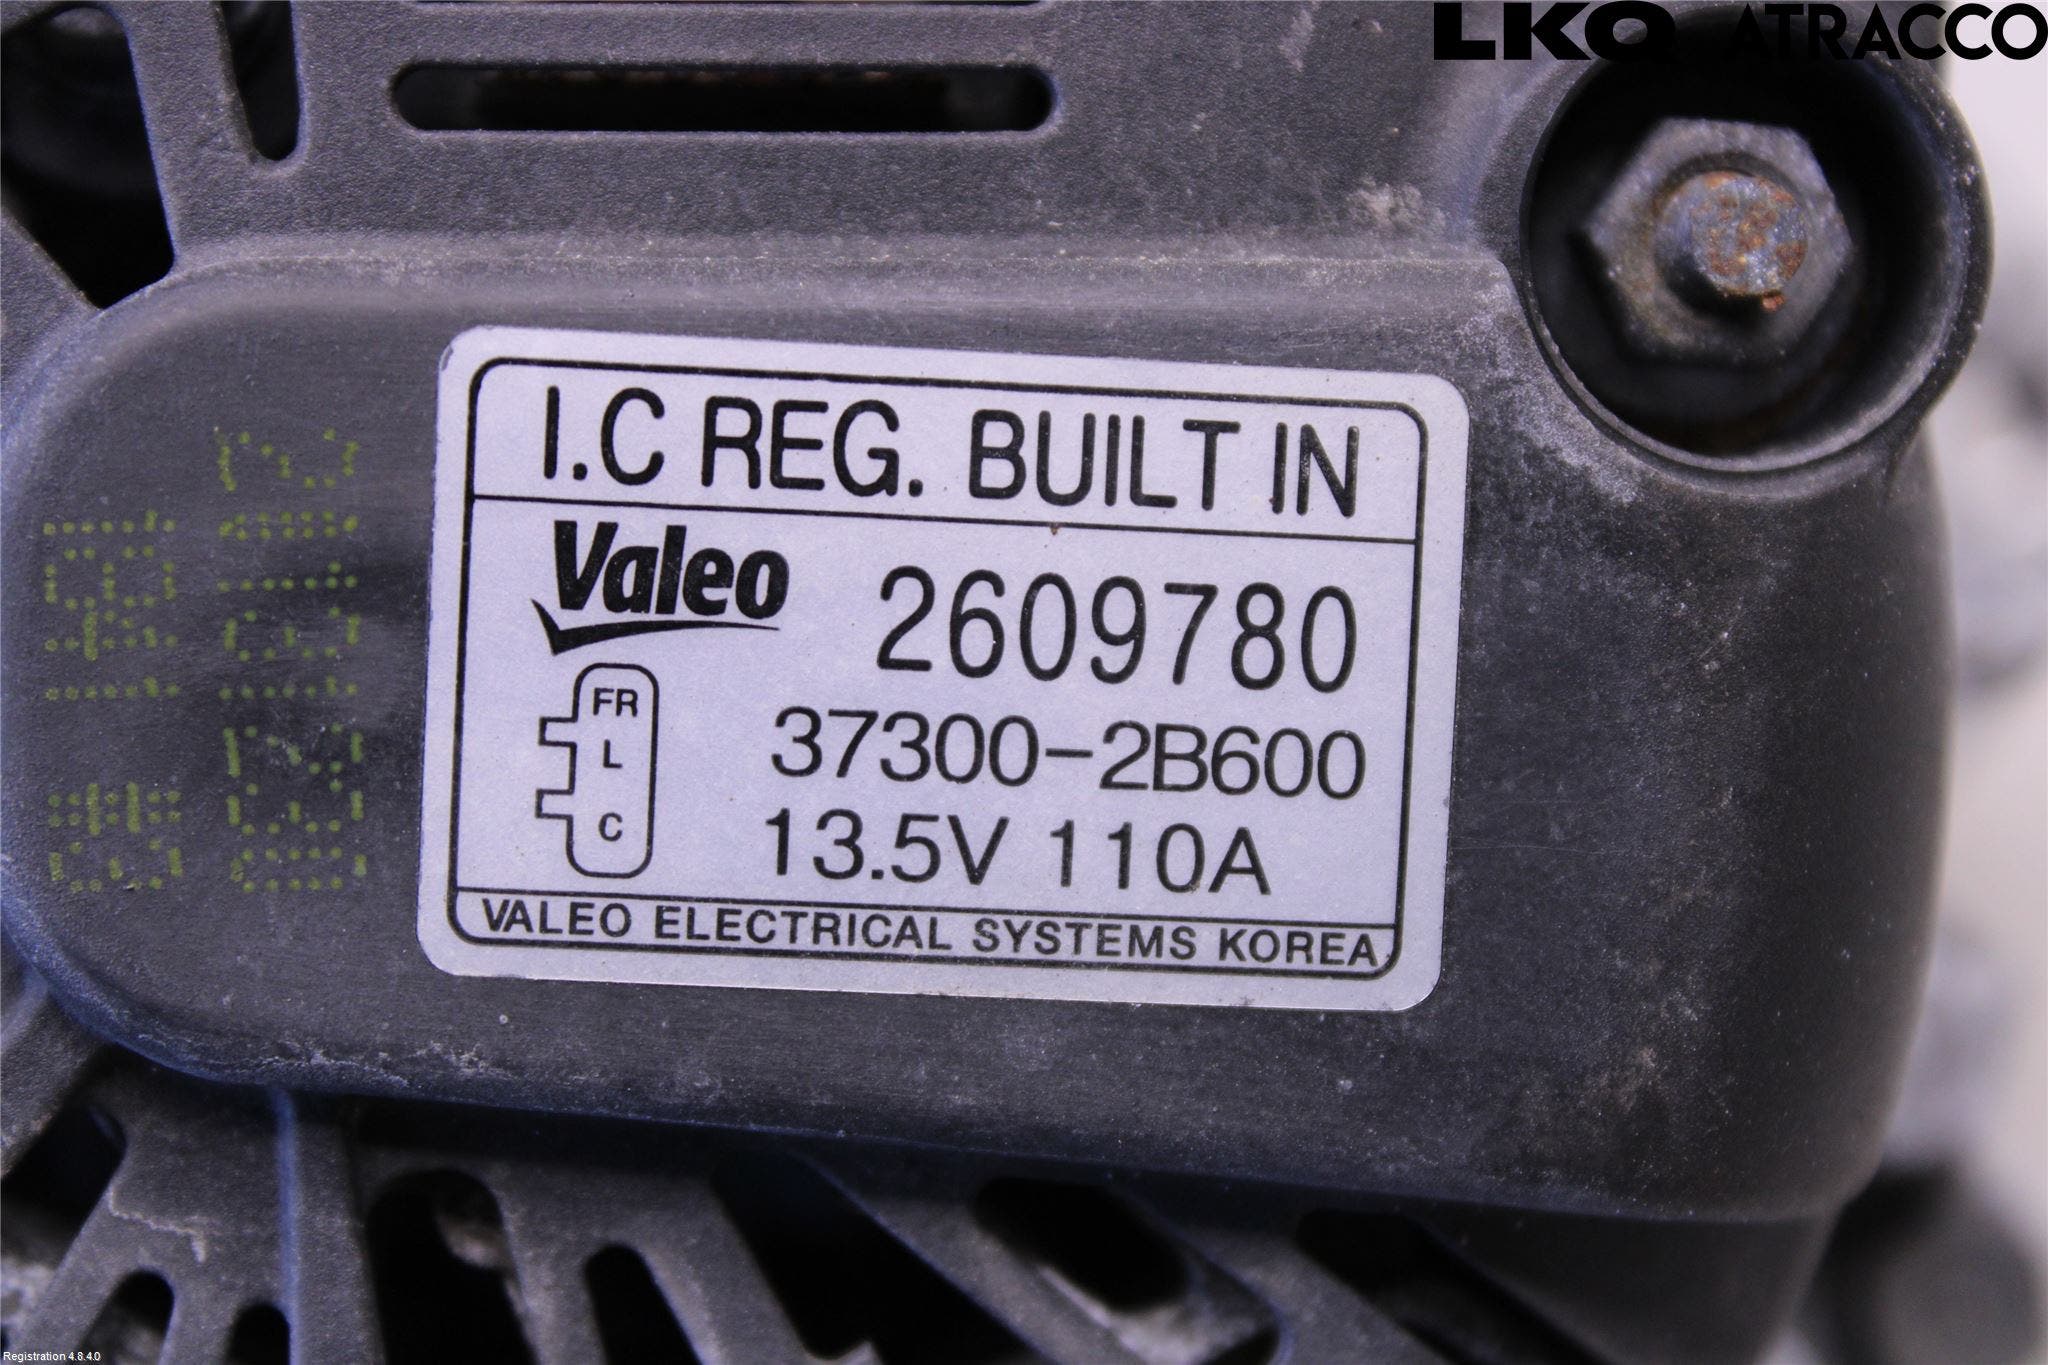 LKQ ATRACCO
I.C REG. BUILT IN
Valeo 2609780
FR
L
C
37300-2B600
13.5V 110A
VALEO ELECTRICAL SYSTEMS KOREA
Registration 4.8.4.0